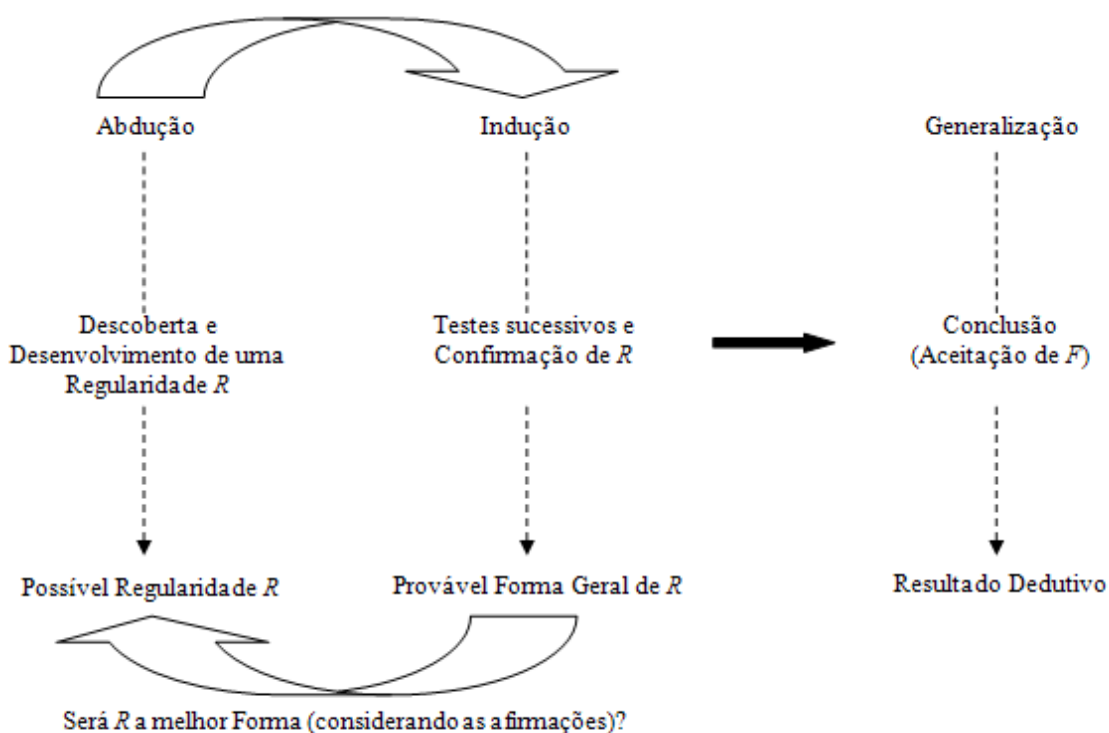 Abdução
Indução
Generalização
Descoberta e
Desenvolvimento de uma
Regularidade R
Testes sucessivos e
Confirmação de R
Conclusão
(Aceitação de F)
Possível Regularidade R
Provável Forma Geral de R
Resultado Dedutivo
Será R a melhor Forma (considerando as afirmações)?